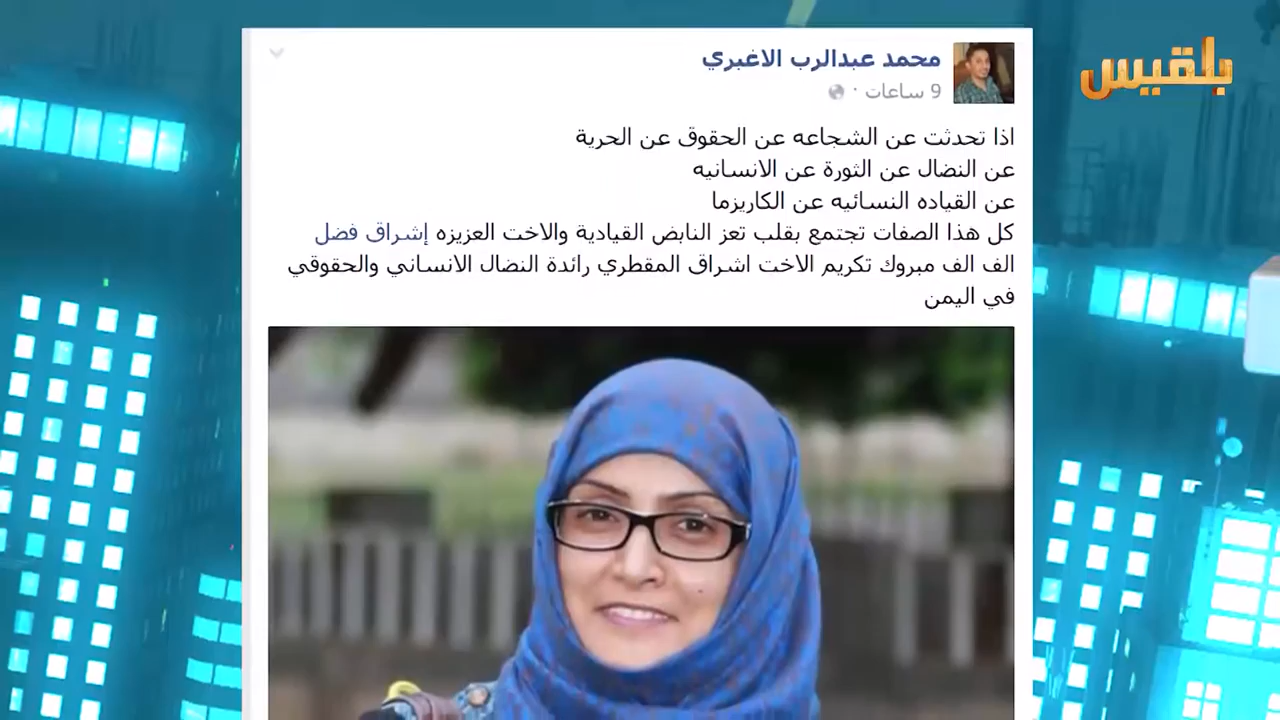 بلقيس
محمد عبدالرب الاغبري
9 ساعات ·
اذا تحدثت عن الشجاعه عن الحقوق عن الحرية
عن النضال عن الثورة عن الانسانيه
عن القياده النسائيه عن الكاريزما
كل هذا الصفات تجتمع بقلب تعز النابض القيادية والاخت العزيزه إشراق فضل
الف الف مبروك تكريم الاخت اشراق المقطري رائدة النضال الانساني والحقوقي
في اليمن